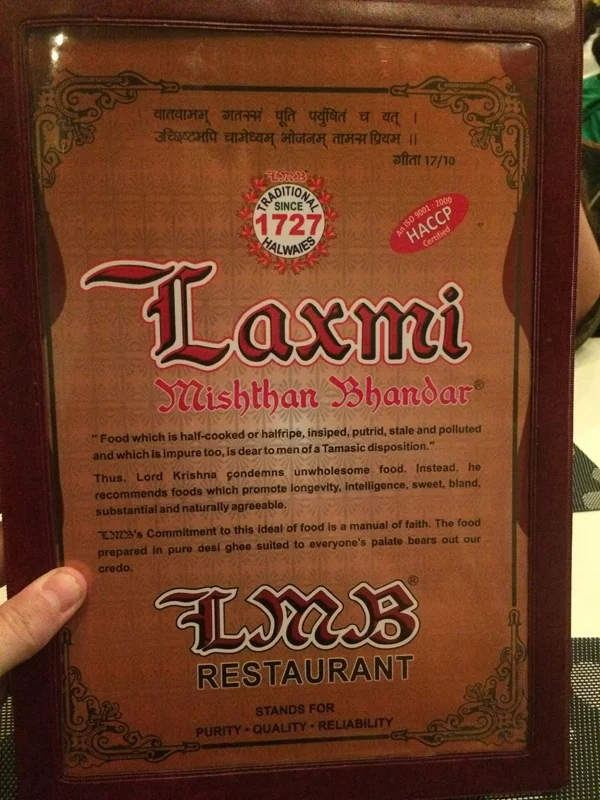 वातवामम् गतरसं पूति पर्युषितं च यत् ।
उच्छिष्टमपि चामेध्यम् भोजनम् तामस प्रियम ।।
गीता 17/10
LMB
TRADITIONAL
SINCE
1727
HALWAIES
An ISO 9001 : 2000
HACCP
Certified
Laxmi
Mishthan Bhandar®
" Food which is half-cooked or halfripe, insiped, putrid, stale and polluted
and which is impure too, is dear to men of a Tamasic disposition."
Thus, Lord Krishna çondemns unwholesome food. Instead, he
recommends foods which promote longevity, intelligence, sweet, bland,
substantial and naturally agreeable.
LMB's Commitment to this ideal of food is a manual of faith. The food
prepared in pure desi ghee suited to everyone's palate bears out our
credo.
LMB®
RESTAURANT
STANDS FOR
PURITY • QUALITY • RELIABILITY